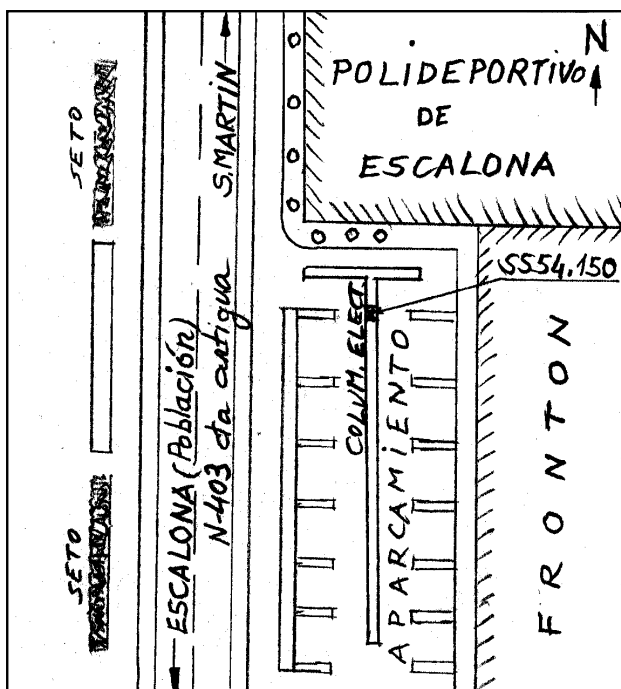 N
POLIDEPORTIVO
DE
ESCALONA
SETO
S.MARTIN
SS54.150
ESCALONA (Población)
N-403 cta antigua
COLUM. ELECT.
APARCAMIENTO
FRONTON
SETO